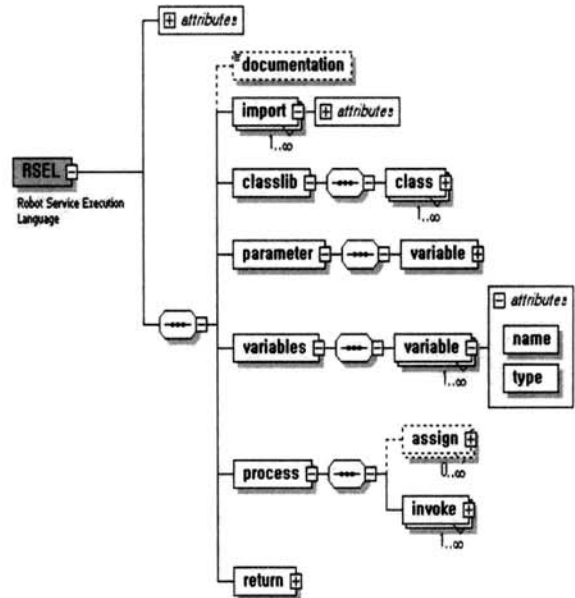 attributes
documentation
import
attributes
1..∞
RSEL
Robot Service Execution
Language
classlib
class
1..∞
parameter
variable
attributes
variables
variable
name
1..∞
type
assign
0..∞
process
invoke
1..∞
return